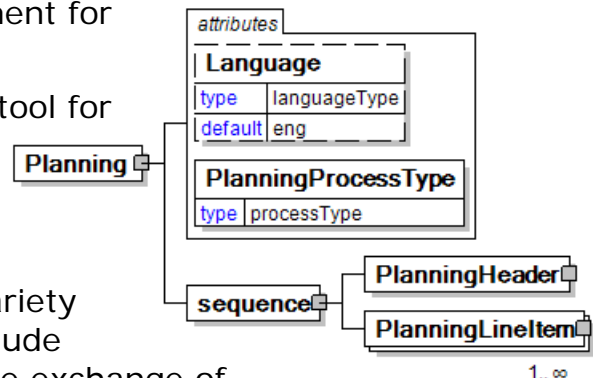 ment for
tool for
ariety
ude
e exchange of
attributes
Language
type languageType
default eng
Planning
PlanningProcessType
type processType
sequence
PlanningHeader
PlanningLineItem
1..∞